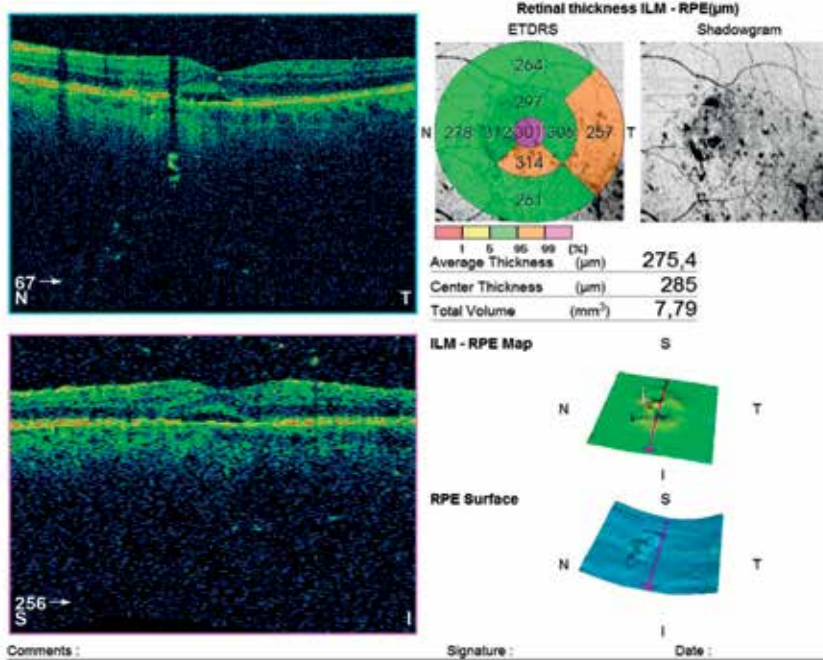 Retinal thickness ILM - RPE(µm)
ETDRS
Shadowgram
264
297
N 278 312 301 306 257 T
314
261
1 5 95 99 (%)
Average Thickness (µm) 275,4
Center Thickness (µm) 285
Total Volume (mm³) 7,79
67 →
N T
ILM - RPE Map
S
N T
I
RPE Surface
S
N T
I
256 →
S I
Comments : Signature : Date :